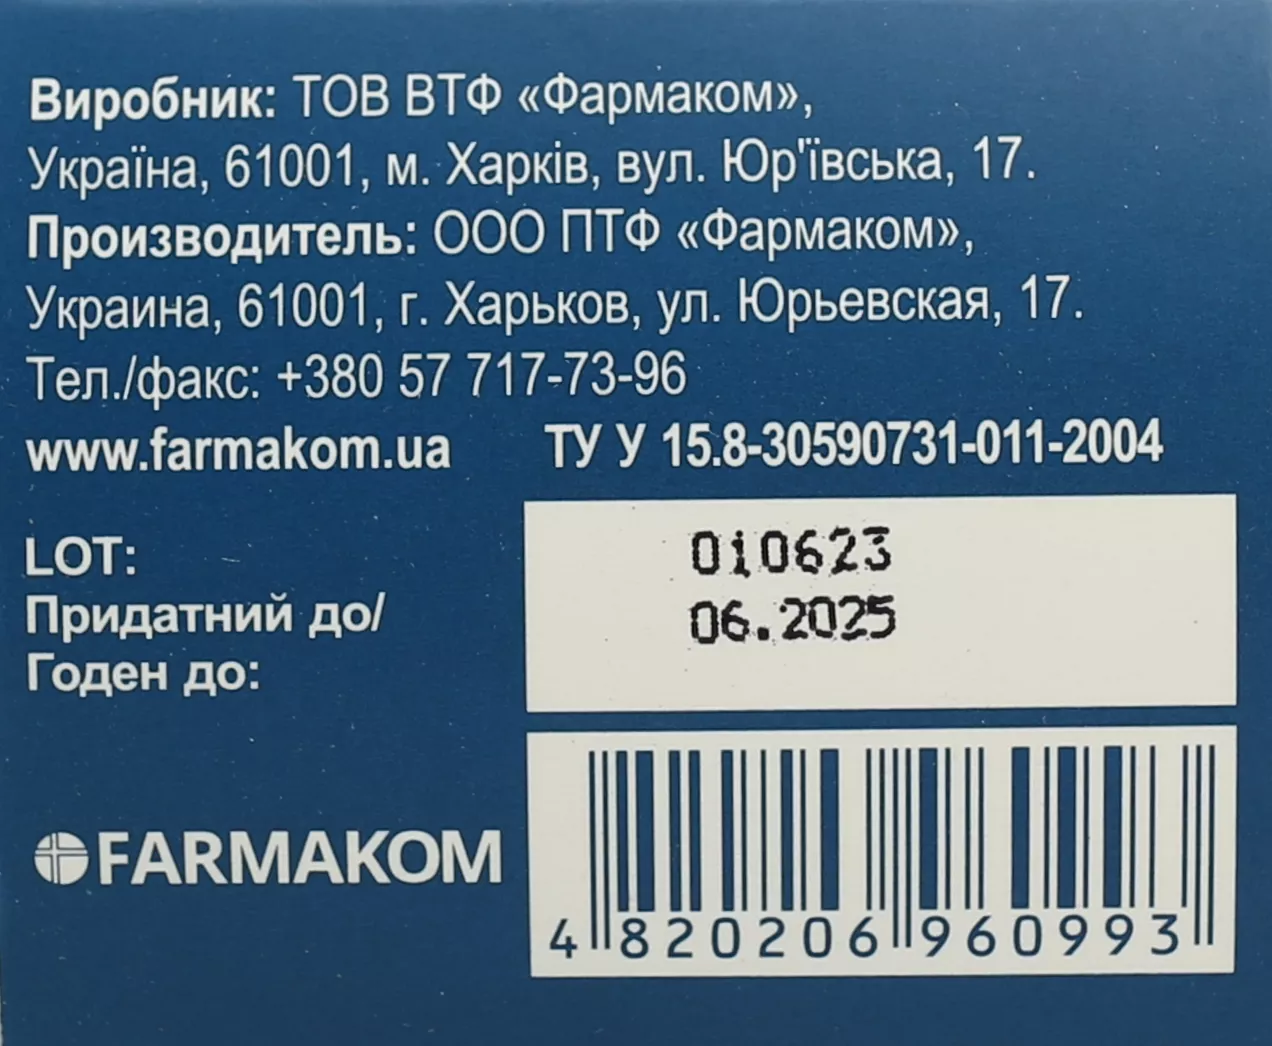 Виробник: ТОВ ВТФ «Фармаком»,
Україна, 61001, м. Харків, вул. Юр'ївська, 17.
Производитель: ООО ПТФ «Фармаком»,
Украина, 61001, г. Харьков, ул. Юрьевская, 17.
Тел./факс: +380 57 717-73-96
www.farmakom.ua ТУ У 15.8-30590731-011-2004
LOT: 010623
Придатний до/ 06.2025
Годен до:
FARMAKOM
4 820206 960993